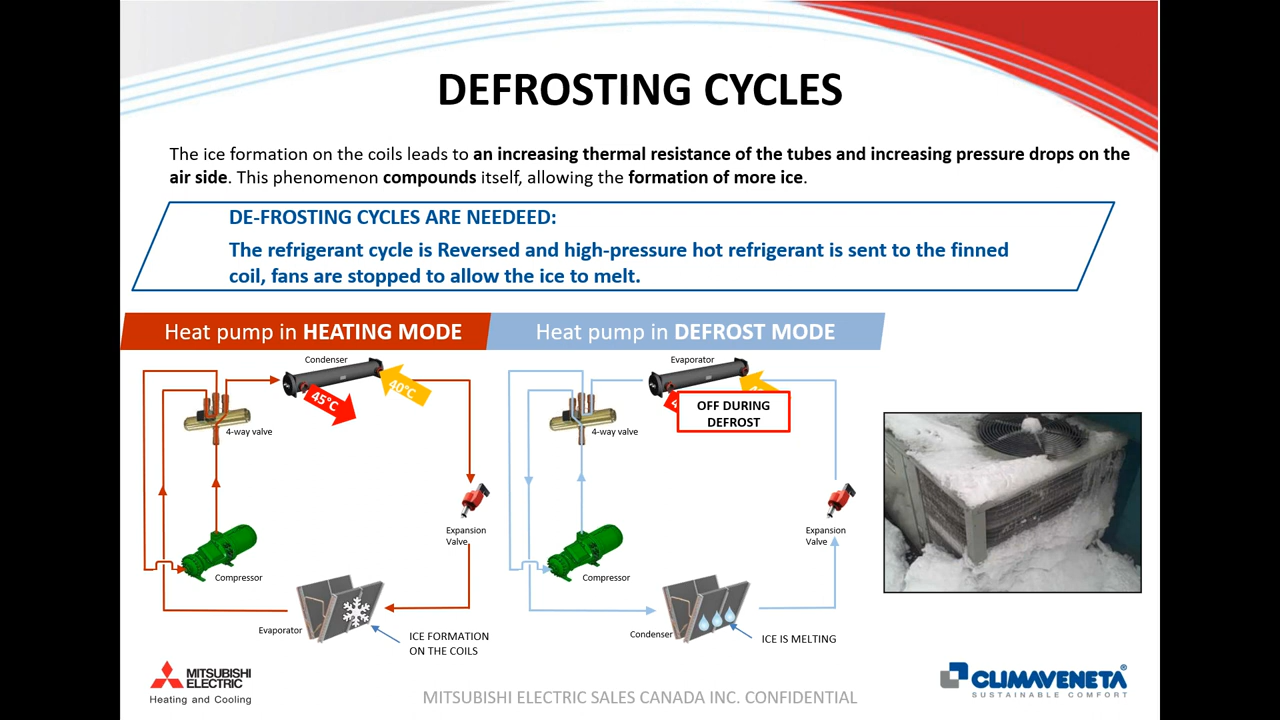 DEFROSTING CYCLES
The ice formation on the coils leads to an increasing thermal resistance of the tubes and increasing pressure drops on the
air side. This phenomenon compounds itself, allowing the formation of more ice.
DE-FROSTING CYCLES ARE NEEDEED:
The refrigerant cycle is Reversed and high-pressure hot refrigerant is sent to the finned
coil, fans are stopped to allow the ice to melt.
Heat pump in HEATING MODE
Condenser
45°C
40°C
4-way valve
Expansion
Valve
Compressor
Evaporator
ICE FORMATION
ON THE COILS
Heat pump in DEFROST MODE
Evaporator
OFF DURING
DEFROST
4-way valve
Expansion
Valve
Compressor
Condenser
ICE IS MELTING
MITSUBISHI
ELECTRIC
Heating and Cooling
MITSUBISHI ELECTRIC SALES CANADA INC. CONFIDENTIAL
CLIMAVENETA®
SUSTAINABLE COMFORT